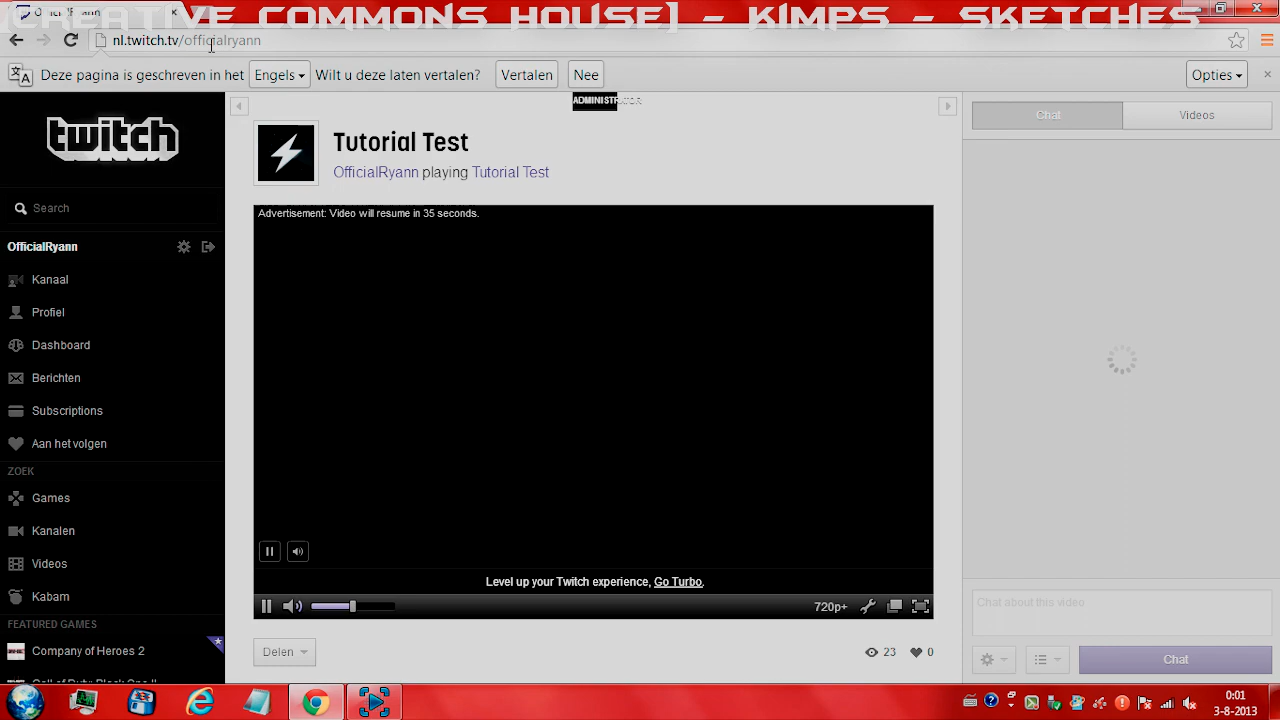 CREATIVE COMMONS HOUSE] - KIMPS - SKETCHES
nl.twitch.tv/officialryann
Deze pagina is geschreven in het Engels Wilt u deze laten vertalen? Vertalen Nee Opties
ADMINISTRATOR
twitch
Search
OfficialRyann
Kanaal
Profiel
Dashboard
Berichten
Subscriptions
Aan het volgen
ZOEK
Games
Kanalen
Videos
Kabam
FEATURED GAMES
Company of Heroes 2
Tutorial Test
OfficialRyann playing Tutorial Test
Advertisement: Video will resume in 35 seconds.
Level up your Twitch experience, Go Turbo.
720p+
Delen
23
0
Chat Videos
Chat about this video
Chat
0:01
3-8-2013